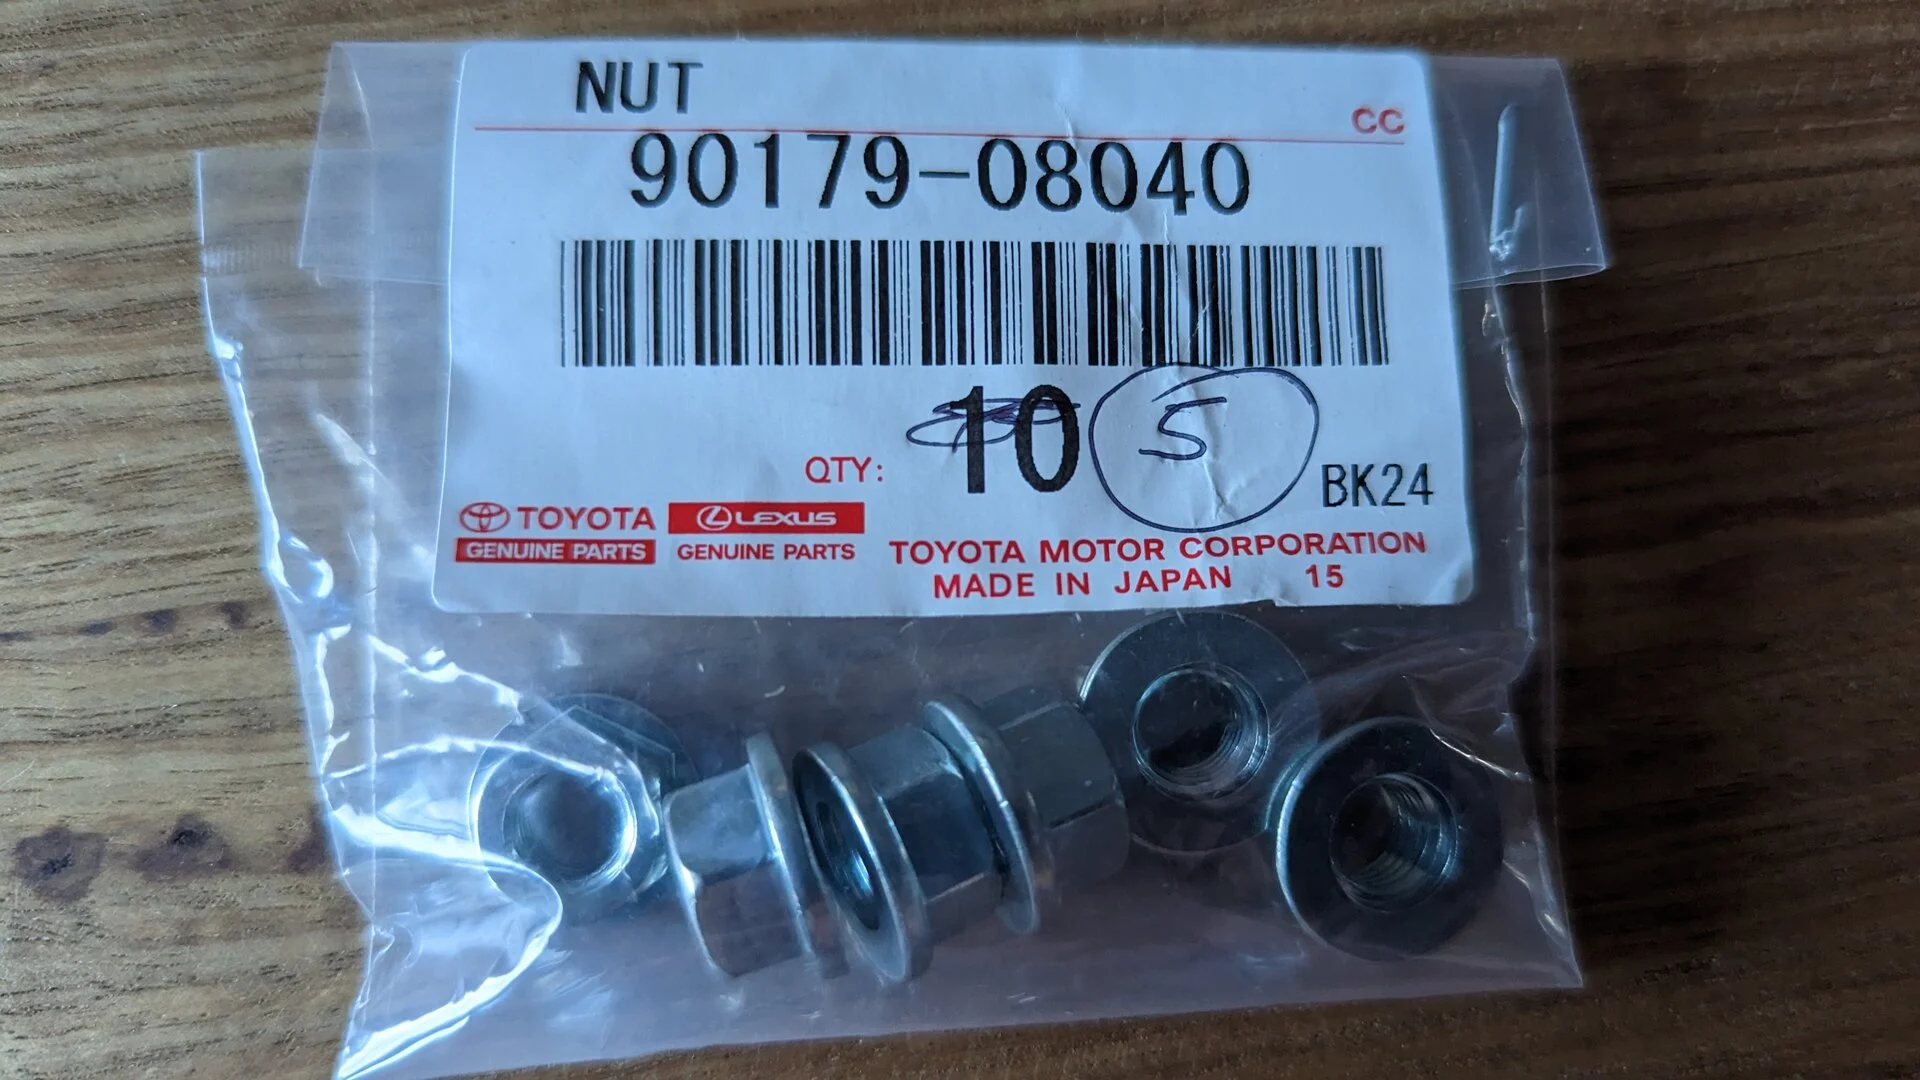 NUT
CC
90179-08040
QTY: 10 5
BK24
TOYOTA LEXUS
GENUINE PARTS GENUINE PARTS
TOYOTA MOTOR CORPORATION
MADE IN JAPAN 15